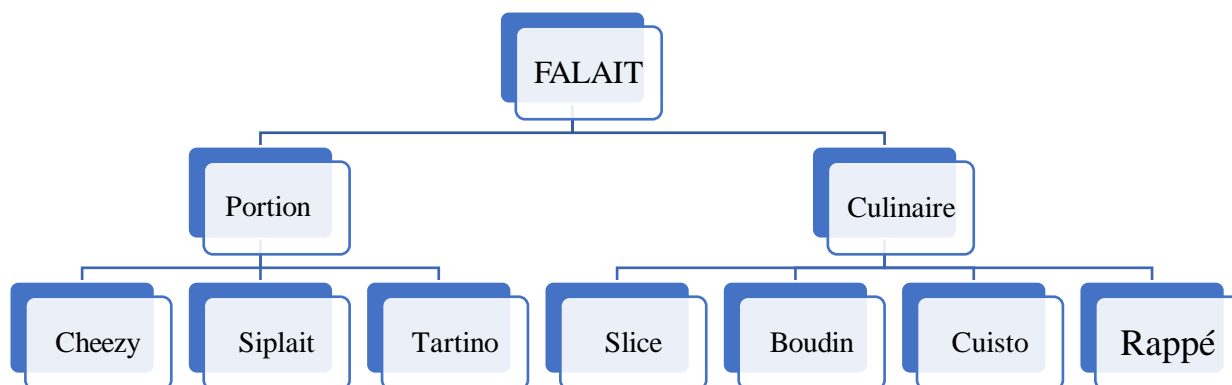 FALAIT
Portion
Culinaire
Cheezy
Siplait
Tartino
Slice
Boudin
Cuisto
Rappé